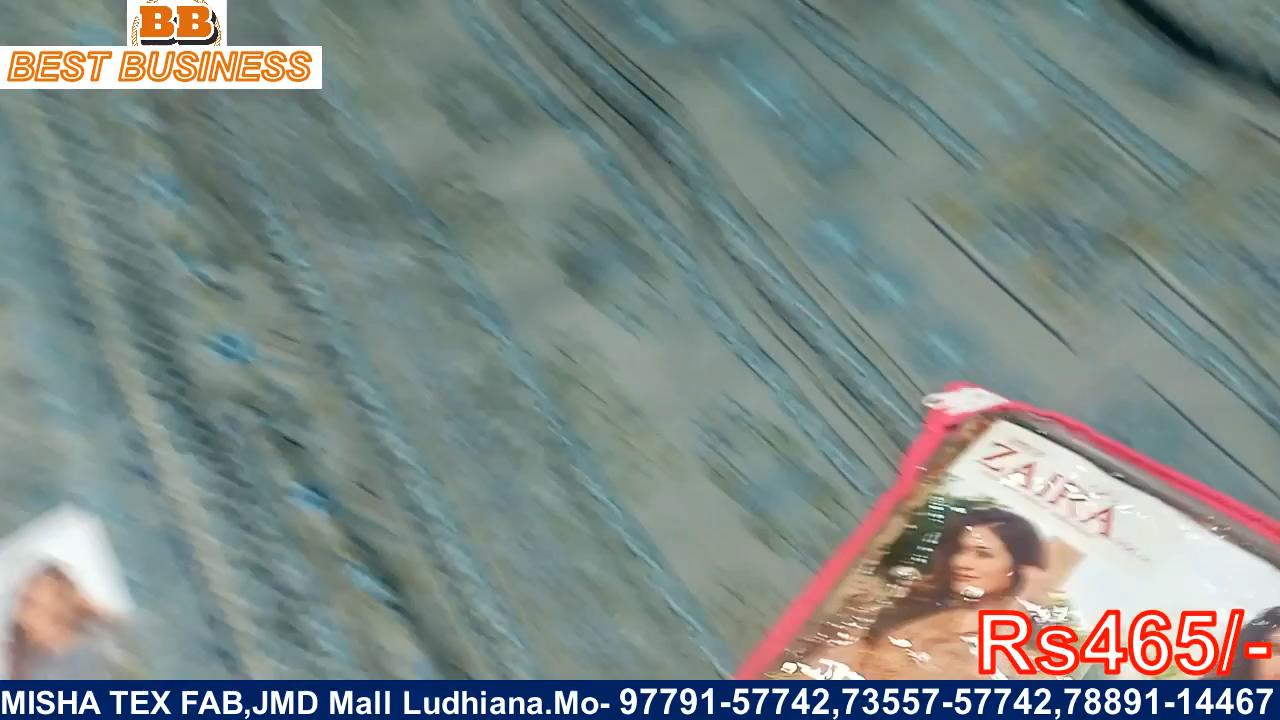 BB
BEST BUSINESS
ZAIRA
Rs465/-
MISHA TEX FAB,JMD Mall Ludhiana.Mo- 97791-57742,73557-57742,78891-14467